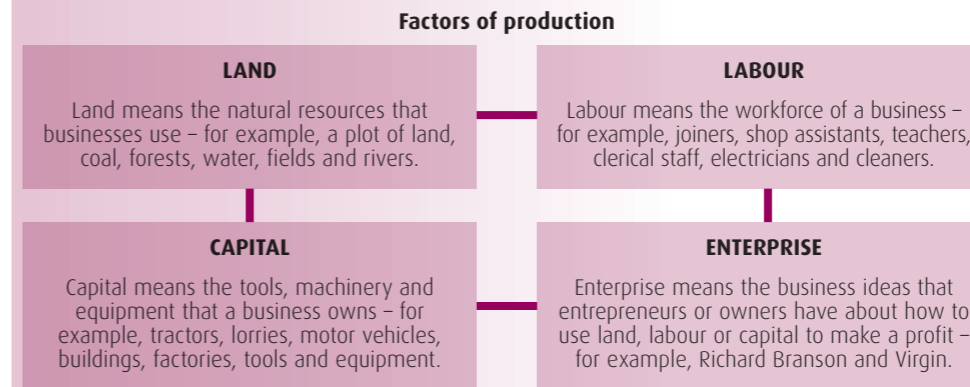 Factors of production
LAND
Land means the natural resources that
businesses use – for example, a plot of land,
coal, forests, water, fields and rivers.
LABOUR
Labour means the workforce of a business –
for example, joiners, shop assistants, teachers,
clerical staff, electricians and cleaners.
CAPITAL
Capital means the tools, machinery and
equipment that a business owns – for
example, tractors, lorries, motor vehicles,
buildings, factories, tools and equipment.
ENTERPRISE
Enterprise means the business ideas that
entrepreneurs or owners have about how to
use land, labour or capital to make a profit –
for example, Richard Branson and Virgin.